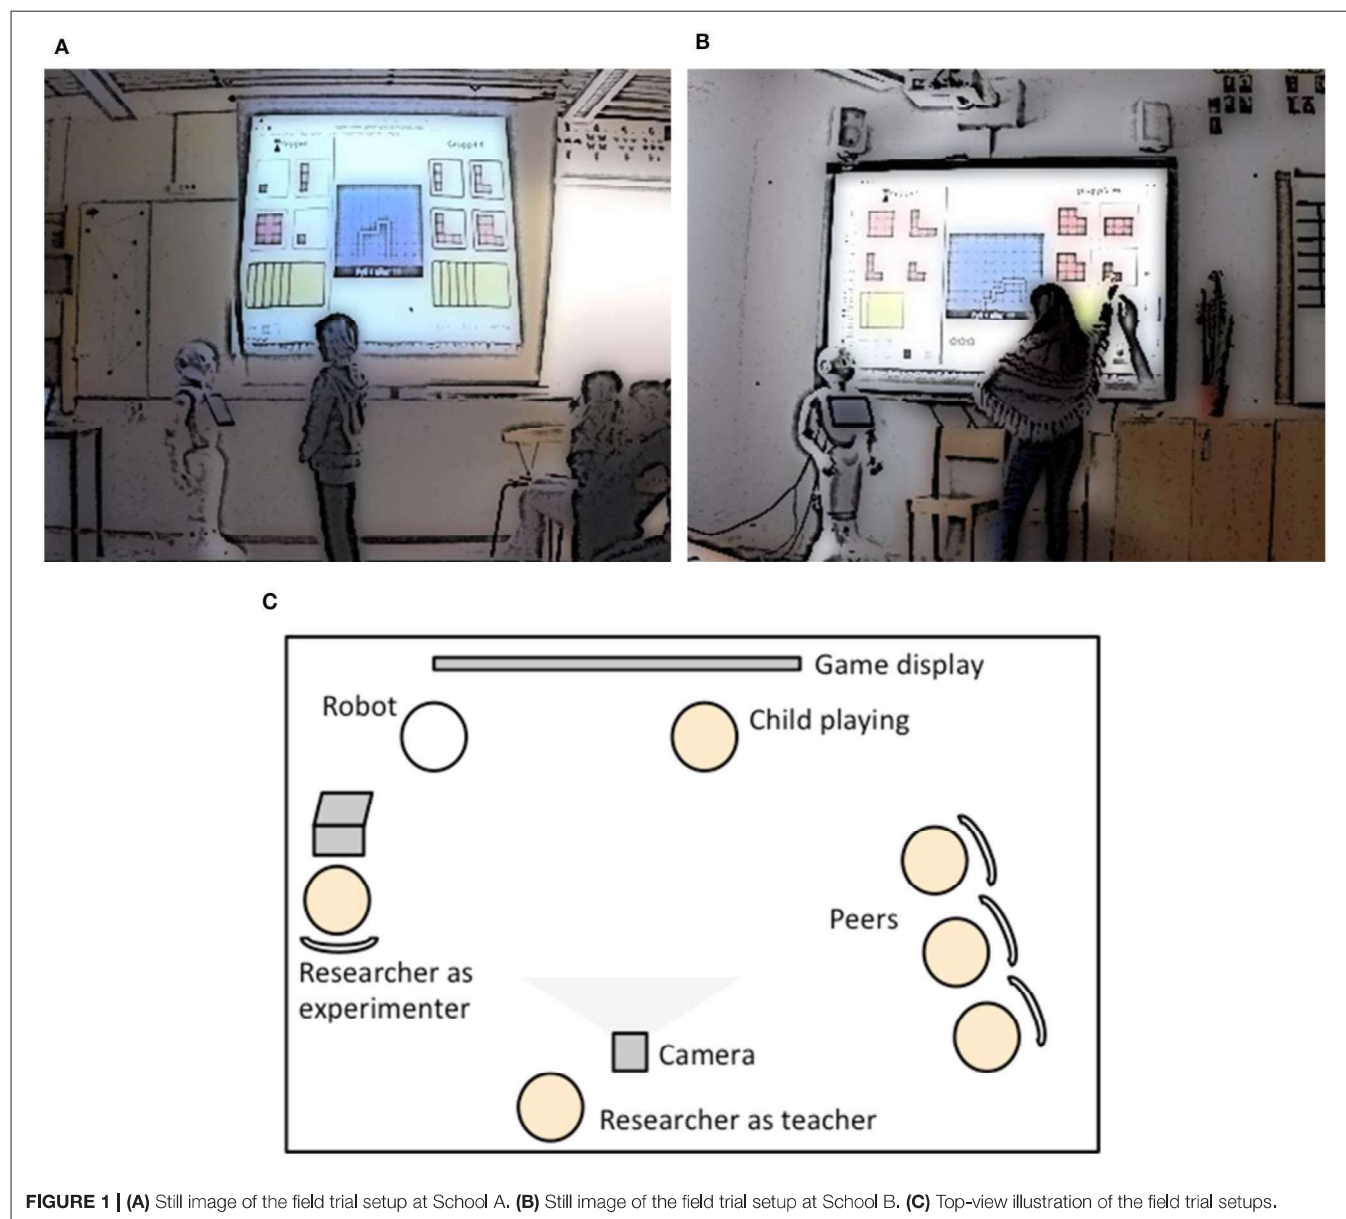 A
B
C
Game display
Robot
Child playing
Peers
Researcher as
experimenter
Camera
Researcher as teacher
FIGURE 1 | (A) Still image of the field trial setup at School A. (B) Still image of the field trial setup at School B. (C) Top-view illustration of the field trial setups.